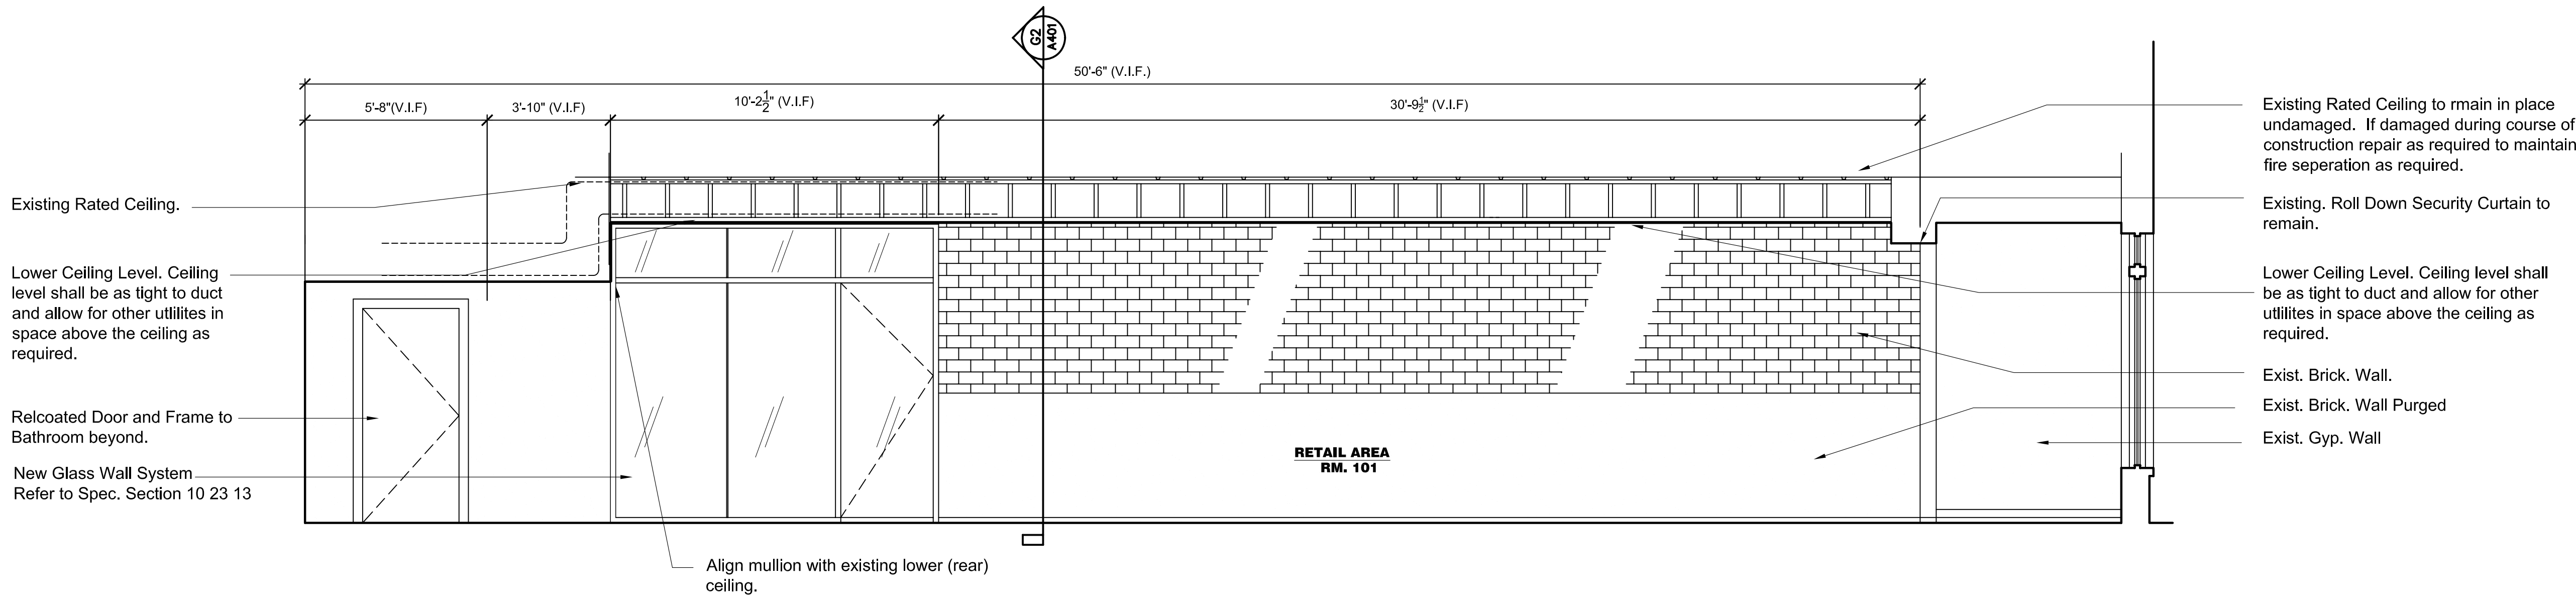 G2
A401
50'-6" (V.I.F.)
5'-8"(V.I.F)
3'-10" (V.I.F)
10'-2 1/2" (V.I.F)
30'-9 1/2" (V.I.F)
Existing Rated Ceiling.
Lower Ceiling Level. Ceiling
level shall be as tight to duct
and allow for other utlilites in
space above the ceiling as
required.
Relcoated Door and Frame to
Bathroom beyond.
New Glass Wall System
Refer to Spec. Section 10 23 13
Align mullion with existing lower (rear)
ceiling.
RETAIL AREA
RM. 101
Existing Rated Ceiling to rmain in place
undamaged. If damaged during course of
construction repair as required to maintain
fire seperation as required.
Existing. Roll Down Security Curtain to
remain.
Lower Ceiling Level. Ceiling level shall
be as tight to duct and allow for other
utlilites in space above the ceiling as
required.
Exist. Brick. Wall.
Exist. Brick. Wall Purged
Exist. Gyp. Wall